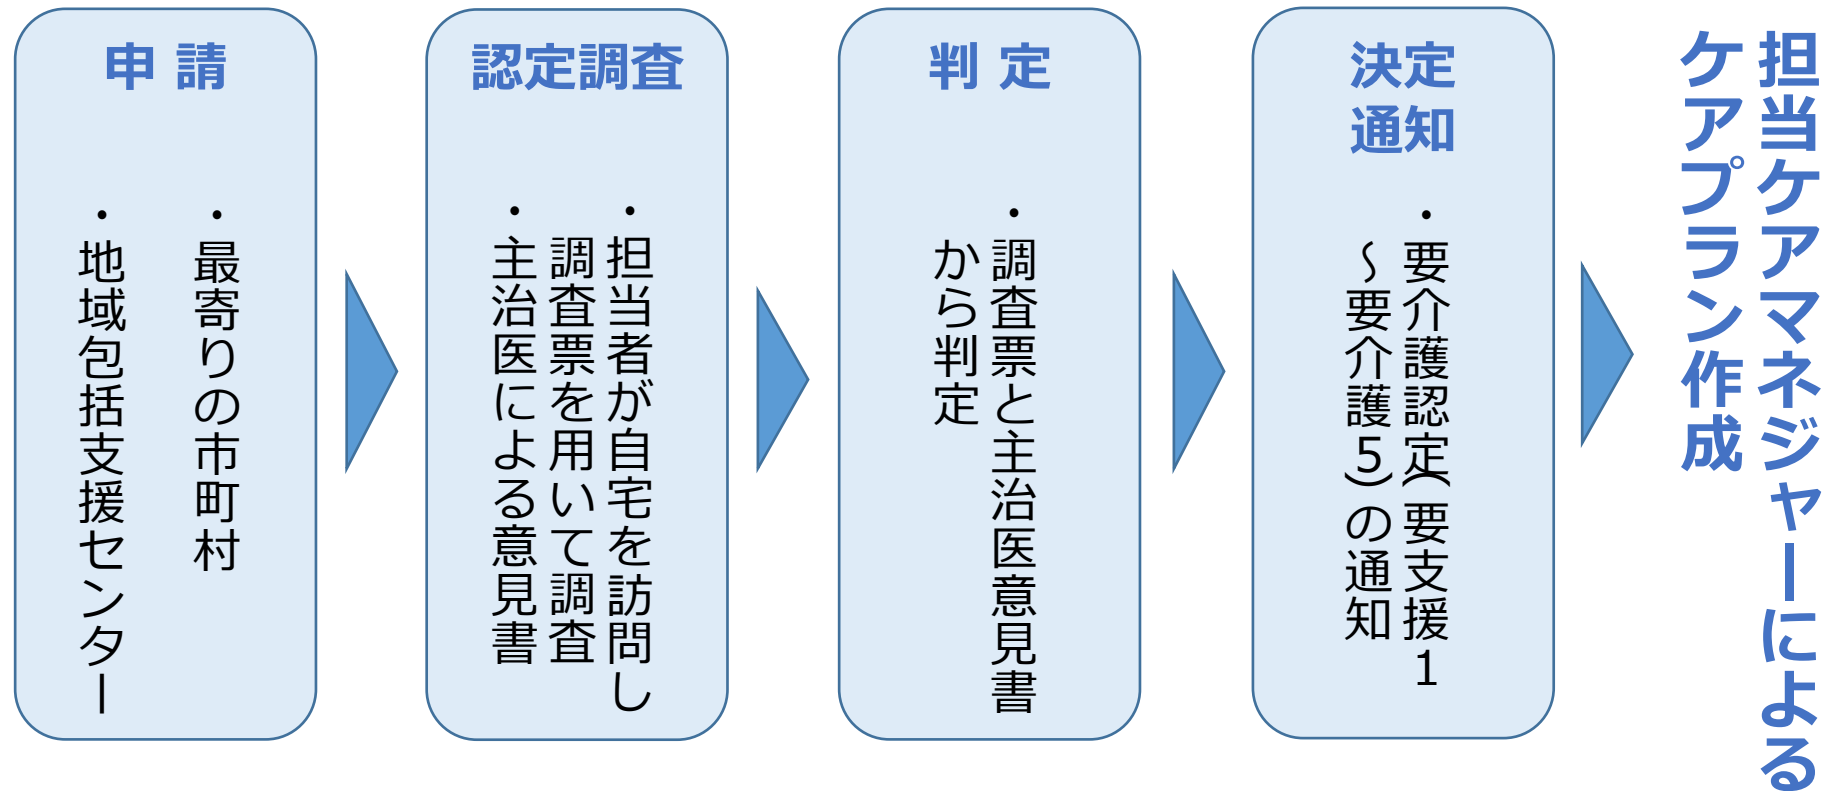 申 請
・最寄りの市町村
・地域包括支援センター
認定調査
・担当者が自宅を訪問し
調査票を用いて調査
・主治医による意見書
判 定
・調査票と主治医意見書
から判定
決定
通知
・要介護認定(要支援1
～要介護5)の通知
担当ケアマネジャーによる
ケアプラン作成